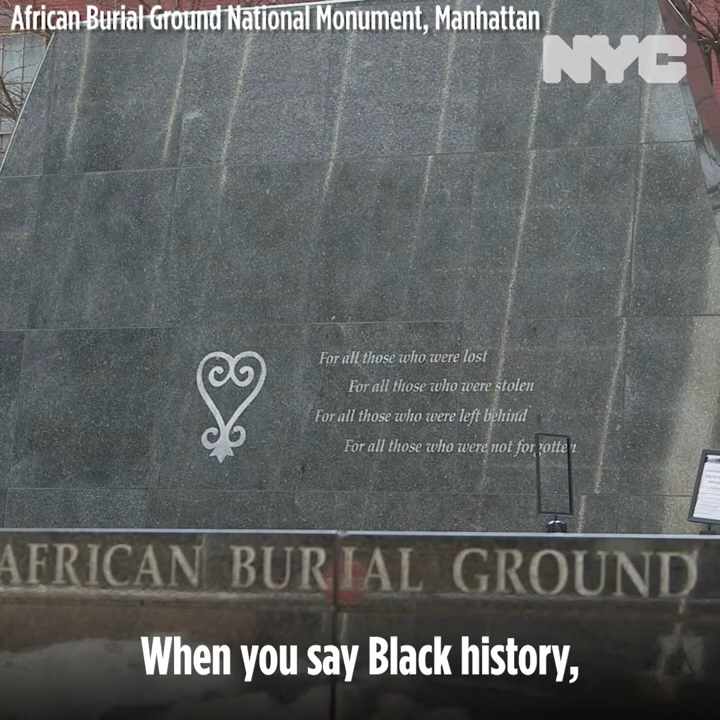 African Burial Ground National Monument, Manhattan
NYC
For all those who were lost
For all those who were stolen
For all those who were left behind
For all those who were not forgotten
AFRICAN BURIAL GROUND
When you say Black history,